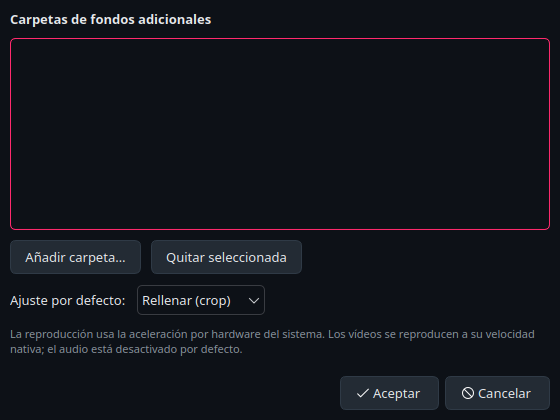 Carpetas de fondos adicionales
Añadir carpeta...
Quitar seleccionada
Ajuste por defecto:
Rellenar (crop)
La reproducción usa la aceleración por hardware del sistema. Los vídeos se reproducen a su velocidad
nativa; el audio está desactivado por defecto.
Aceptar
Cancelar